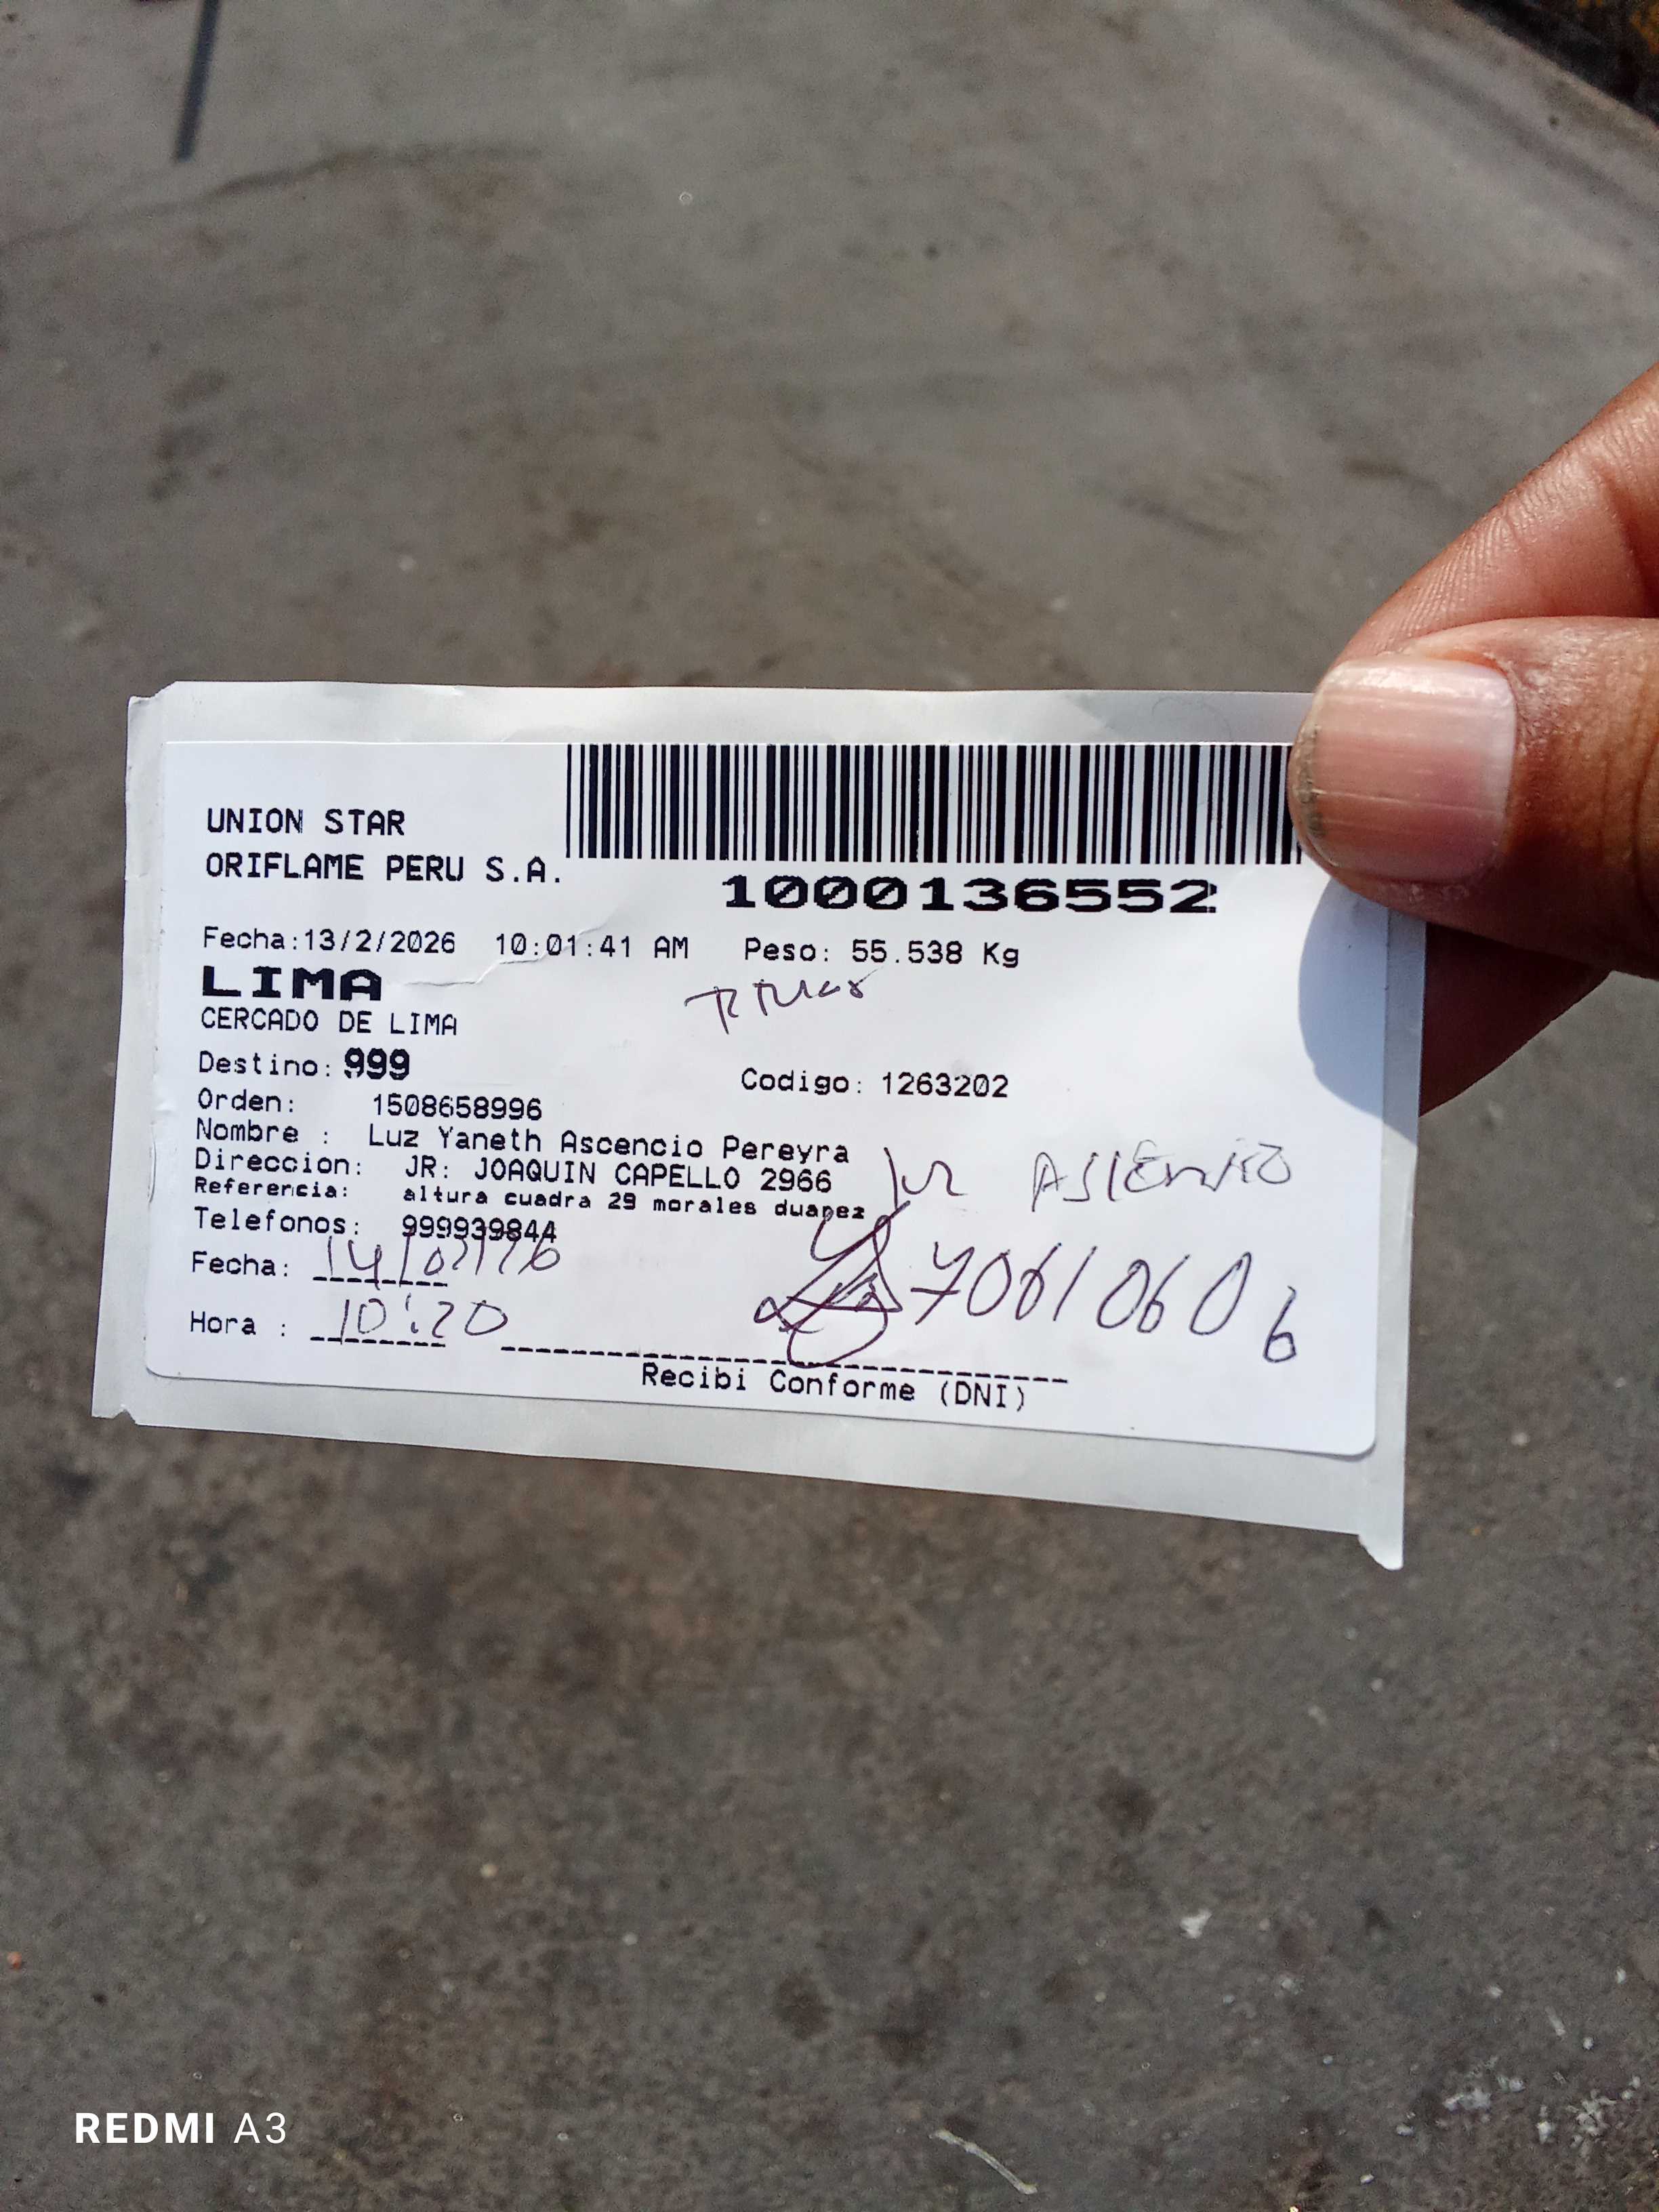 UNION STAR
ORIFLAME PERU S.A.
1000136552
Fecha:13/2/2026 10:01:41 AM Peso: 55.538 Kg
LIMA
CERCADO DE LIMA
Destino: 999
Codigo: 1263202
Orden: 1508658996
Nombre : Luz Yaneth Ascencio Pereyra
Direccion: JR: JOAQUIN CAPELLO 2966
Luz ASCENCIO
Referencia: altura cuadra 29 morales duapez
Telefonos: 999939844
Fecha: 14/02/26
70610606
Hora : 10:20
Recibi Conforme (DNI)
REDMI A3